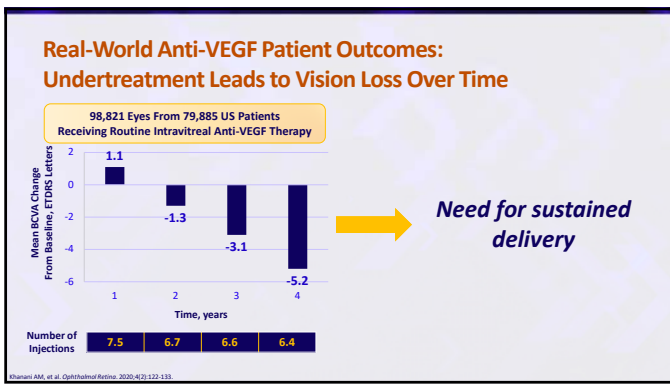 Real-World Anti-VEGF Patient Outcomes:
Undertreatment Leads to Vision Loss Over Time
98,821 Eyes From 79,885 US Patients
Receiving Routine Intravitreal Anti-VEGF Therapy
Mean BCVA Change
From Baseline, ETDRS Letters
2
0
-2
-4
-6
1.1
-1.3
-3.1
-5.2
1 2 3 4
Time, years
Need for sustained
delivery
Number of
Injections
7.5 6.7 6.6 6.4
Khanani AM, et al. Ophthalmol Retina. 2020;4(2):122-133.